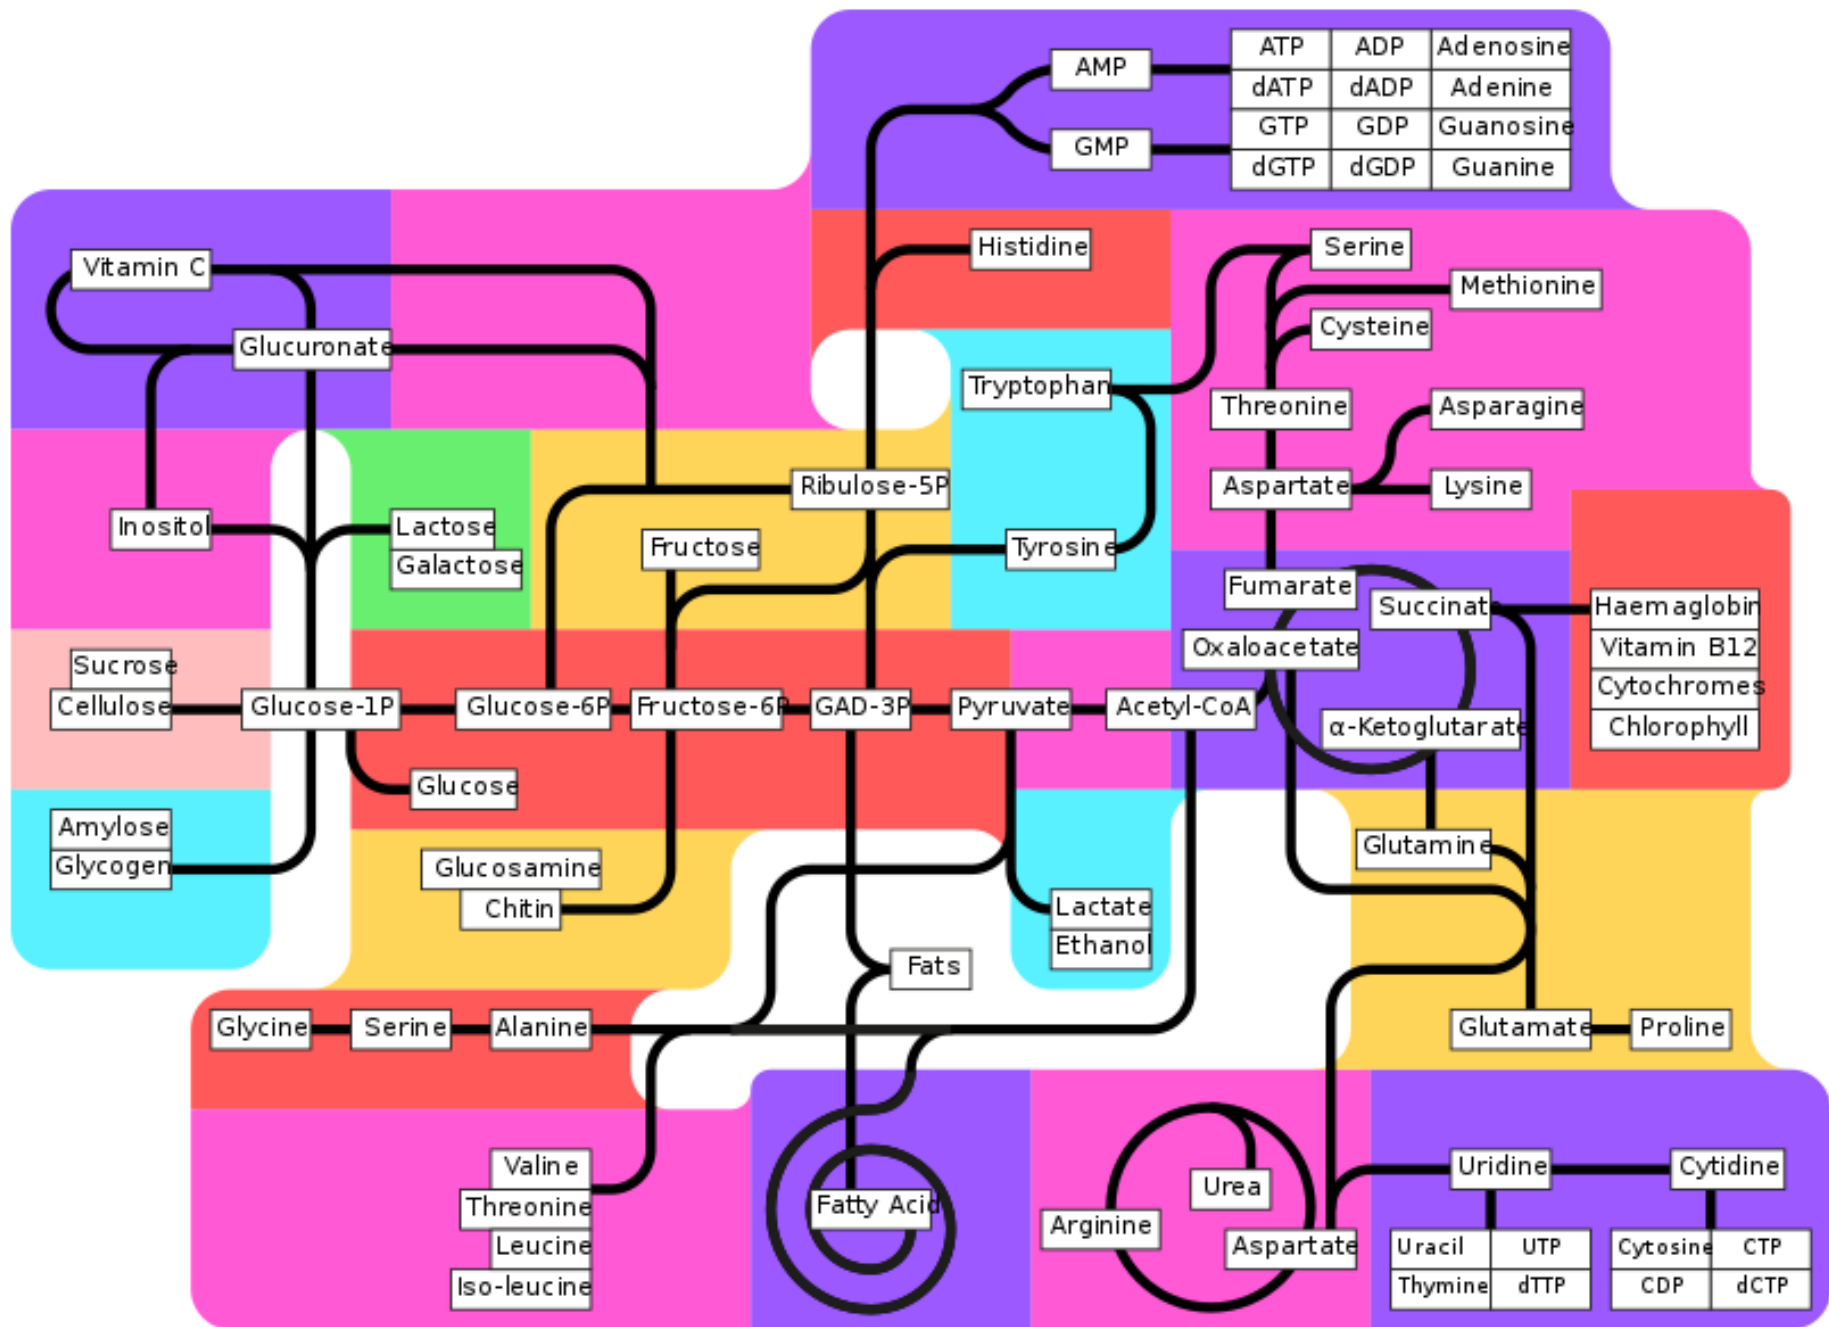 ATP ADP Adenosine
AMP
dATP dADP Adenine
GTP GDP Guanosine
GMP
dGTP dGDP Guanine
Histidine
Serine
Vitamin C
Methionine
Cysteine
Glucuronate
Tryptophan
Threonine
Asparagine
Ribulose-5P
Aspartate
Lysine
Inositol
Lactose
Fructose
Tyrosine
Galactose
Fumarate
Succinate
Haemaglobin
Oxaloacetate
Vitamin B12
Sucrose
Cytochromes
Cellulose
Glucose-1P
Glucose-6P
Fructose-6P
GAD-3P
Pyruvate
Acetyl-CoA
α-Ketoglutarate
Chlorophyll
Glucose
Amylose
Glutamine
Glycogen
Glucosamine
Chitin
Lactate
Ethanol
Fats
Glycine
Serine
Alanine
Glutamate
Proline
Valine
Uridine
Cytidine
Urea
Threonine
Fatty Acid
Arginine
Leucine
Aspartate
Uracil UTP
Cytosine CTP
Iso-leucine
Thymine dTTP
CDP dCTP